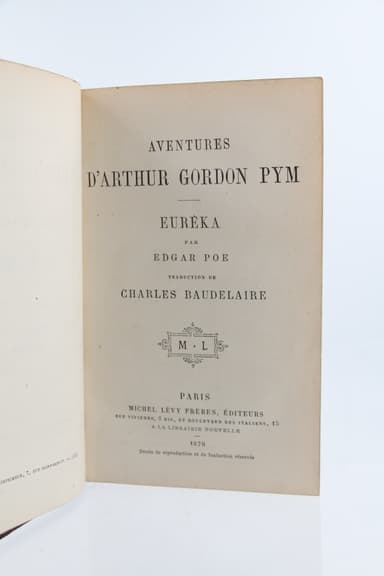 AVENTURES
D'ARTHUR GORDON PYM
EURÊKA
PAR
EDGAR POE
TRADUCTION DE
CHARLES BAUDELAIRE
M · L
PARIS
MICHEL LÉVY FRÈRES, ÉDITEURS
RUE VIVIENNE, 2 BIS, ET BOULEVARD DES ITALIENS, 15
A LA LIBRAIRIE NOUVELLE
1870
Droits de reproduction et de traduction réservés